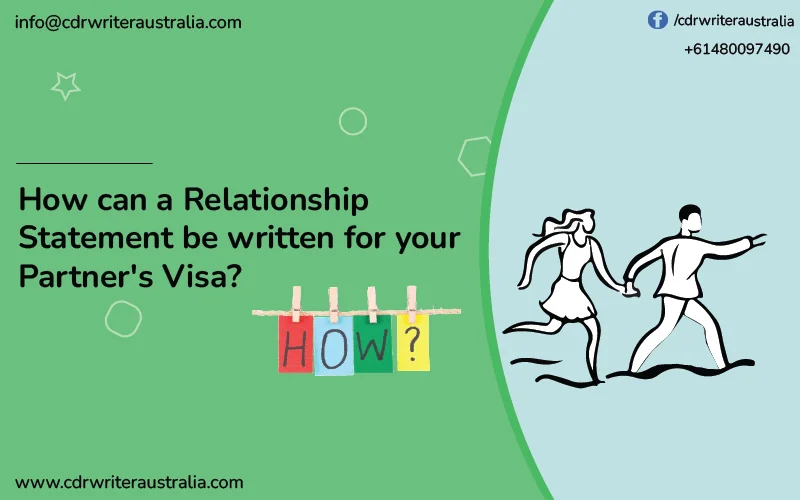 info@cdrwriteraustralia.com
/cdrwriteraustralia
+61480097490
How can a Relationship
Statement be written for your
Partner's Visa?
HOW?
www.cdrwriteraustralia.com